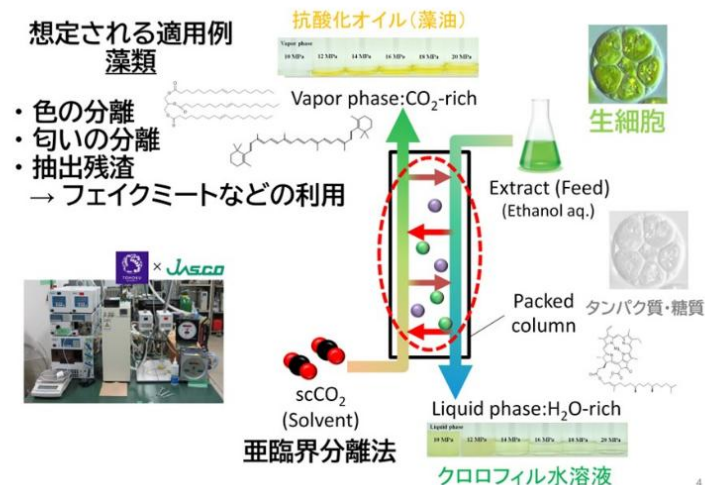 想定される適用例
藻類
・色の分離
・匂いの分離
・抽出残渣
→ フェイクミートなどの利用
抗酸化オイル（藻油）
Vapor phase
10 MPa 12 MPa 14 MPa 16 MPa 18 MPa 20 MPa
Vapor phase:CO2-rich
生細胞
Extract (Feed)
(Ethanol aq.)
TOHOKU × JASCO
タンパク質・糖質
Packed
column
scCO2
(Solvent)
亜臨界分離法
Liquid phase:H2O-rich
Liquid phase
10 MPa 12 MPa 14 MPa 16 MPa 18 MPa 20 MPa
クロロフィル水溶液
4